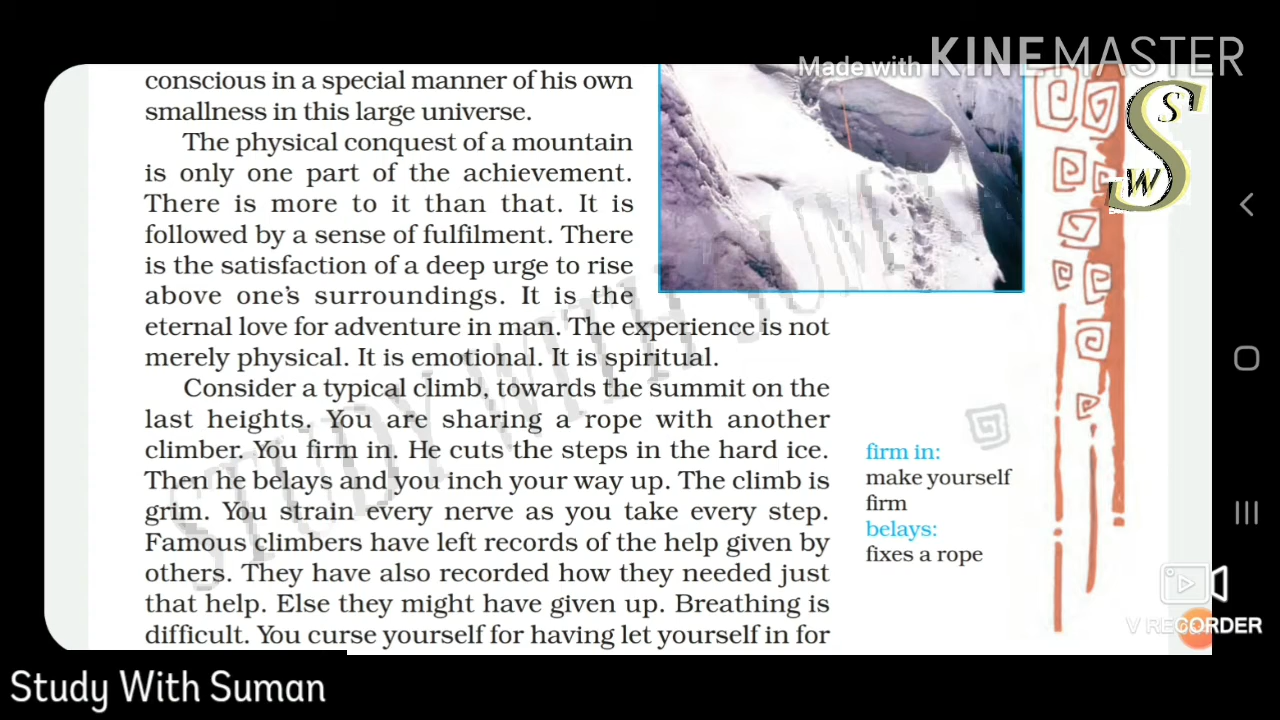 Made with KINEMASTER
conscious in a special manner of his own
smallness in this large universe.
The physical conquest of a mountain
is only one part of the achievement.
There is more to it than that. It is
followed by a sense of fulfilment. There
is the satisfaction of a deep urge to rise
above one's surroundings. It is the
eternal love for adventure in man. The experience is not
merely physical. It is emotional. It is spiritual.
Consider a typical climb, towards the summit on the
last heights. You are sharing a rope with another
climber. You firm in. He cuts the steps in the hard ice.
Then he belays and you inch your way up. The climb is
grim. You strain every nerve as you take every step.
Famous climbers have left records of the help given by
others. They have also recorded how they needed just
that help. Else they might have given up. Breathing is
difficult. You curse yourself for having let yourself in for
firm in:
make yourself
firm
belays:
fixes a rope
STUDY WITH SUMAN
S
W
V RECORDER
Study With Suman